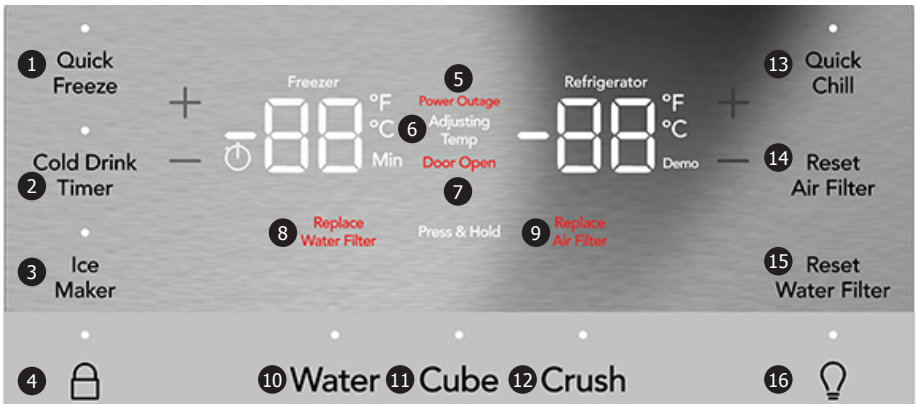 1 Quick
Freeze
2 Cold Drink
Timer
3 Ice
Maker
4
Freezer
-88 °F
°C
Min
5
Power Outage
6 Adjusting
Temp
Door Open
7
8 Replace
Water Filter
Press & Hold
9 Replace
Air Filter
Refrigerator
-88 °F
°C
Demo
10 Water
11 Cube
12 Crush
13 Quick
Chill
14 Reset
Air Filter
15 Reset
Water Filter
16